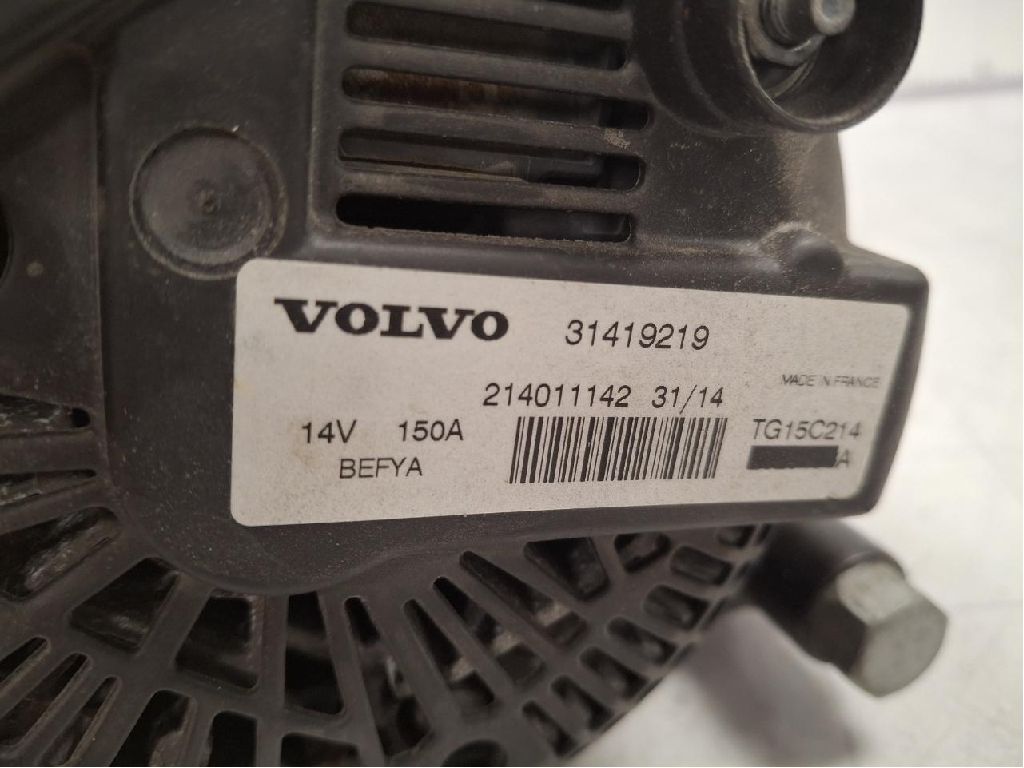 VOLVO 31419219
MADE IN FRANCE
214011142 31/14
14V 150A TG15C214
BEFYA A